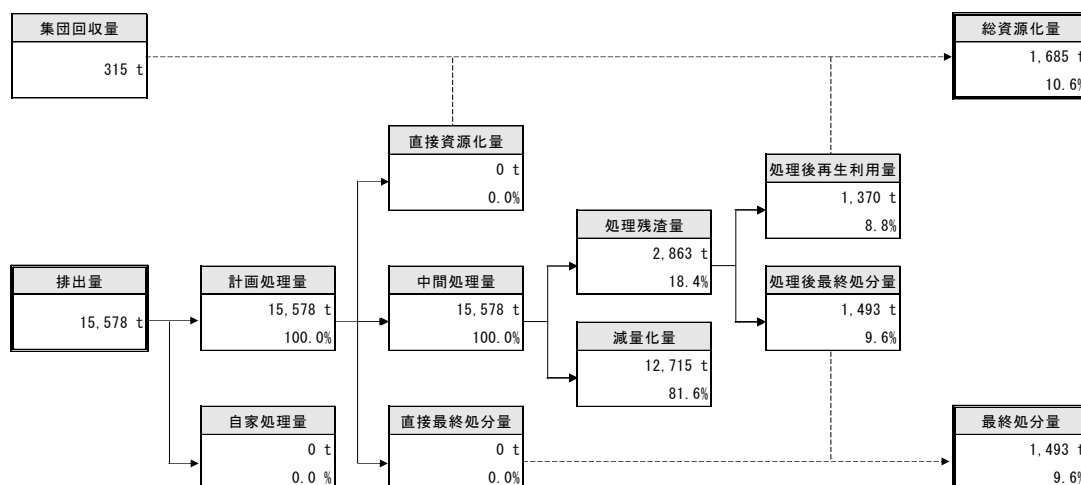 集団回収量
315 t
総資源化量
1,685 t
10.6%
直接資源化量
0 t
0.0%
処理後再生利用量
1,370 t
8.8%
処理残渣量
2,863 t
18.4%
排出量
15,578 t
計画処理量
15,578 t
100.0%
中間処理量
15,578 t
100.0%
処理後最終処分量
1,493 t
9.6%
減量化量
12,715 t
81.6%
自家処理量
0 t
0.0 %
直接最終処分量
0 t
0.0%
最終処分量
1,493 t
9.6%